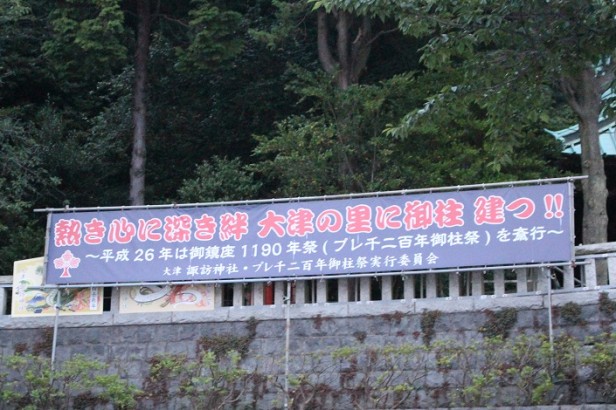 熱き心に深き絆 大津の里に御柱 建つ!!
～平成26年は御鎮座1190年祭(プレ千二百年御柱祭)を斎行～
大津 諏訪神社・プレ千二百年御柱祭実行委員会